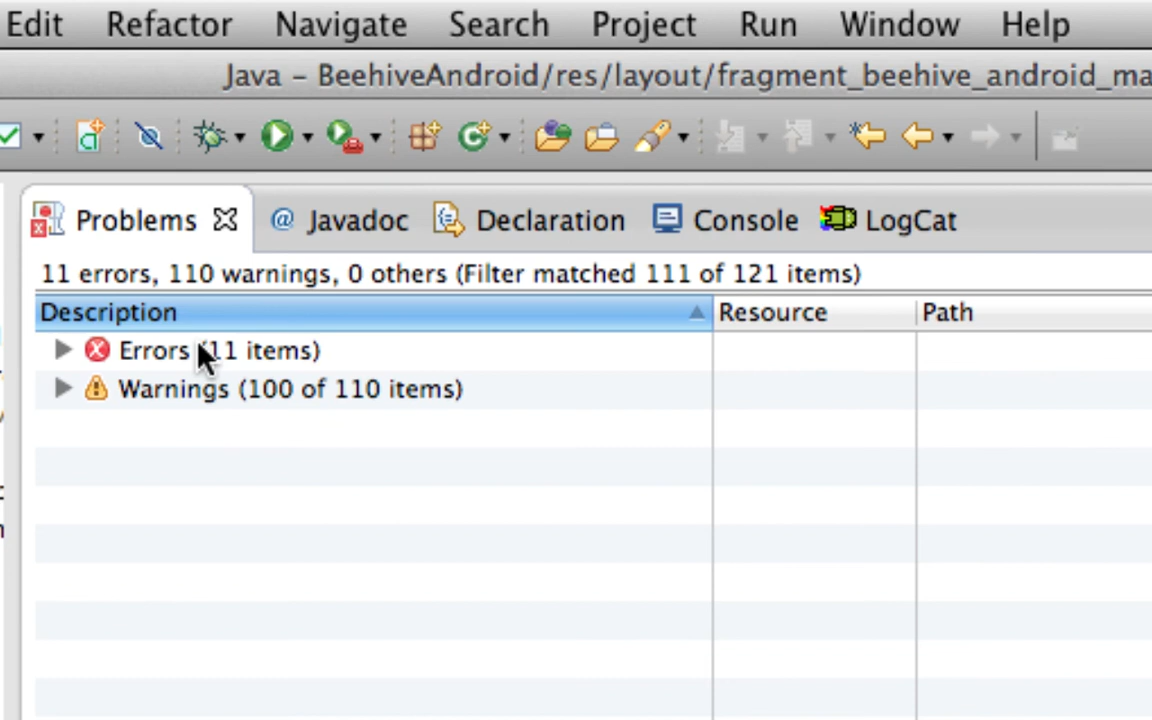 Edit Refactor Navigate Search Project Run Window Help
Java – BeehiveAndroid/res/layout/fragment_beehive_android_ma
Problems @ Javadoc Declaration Console LogCat
11 errors, 110 warnings, 0 others (Filter matched 111 of 121 items)
Description Resource Path
Errors (11 items)
Warnings (100 of 110 items)